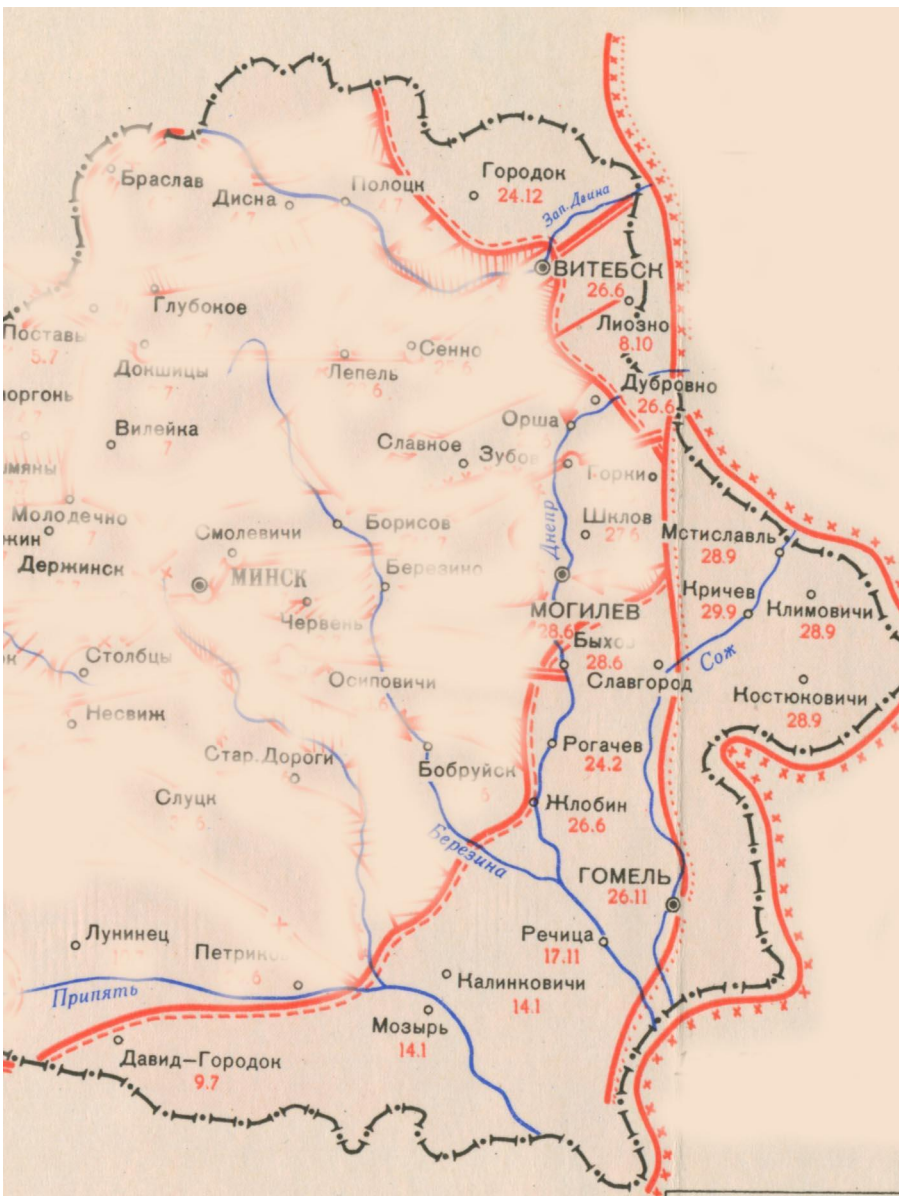 Браслав
Дисна
Полоцк
Городок
24.12
Зап. Двина
ВИТЕБСК
26.6
Глубокое
Лиозно
8.10
Поставы
5.7
Докшицы
Лепель
Сенно
Дубровно
26.6
Орша
Вилейка
Славное
Горки
Днепр
Шклов
27.6
Молодечно
Смолевичи
Борисов
Мстиславль
28.9
Держинск
МИНСК
Березино
Кричев
29.9
Климовичи
28.9
Червень
МОГИЛЕВ
28.6
28.6
Сож
Столбцы
Осиповичи
Славгород
Костюковичи
28.9
Несвиж
Стар. Дороги
Рогачев
24.2
Бобруйск
Слуцк
Жлобин
26.6
Березина
ГОМЕЛЬ
26.11
Лунинец
Речица
17.11
Припять
Калинковичи
14.1
Мозырь
14.1
Давид-Городок
9.7